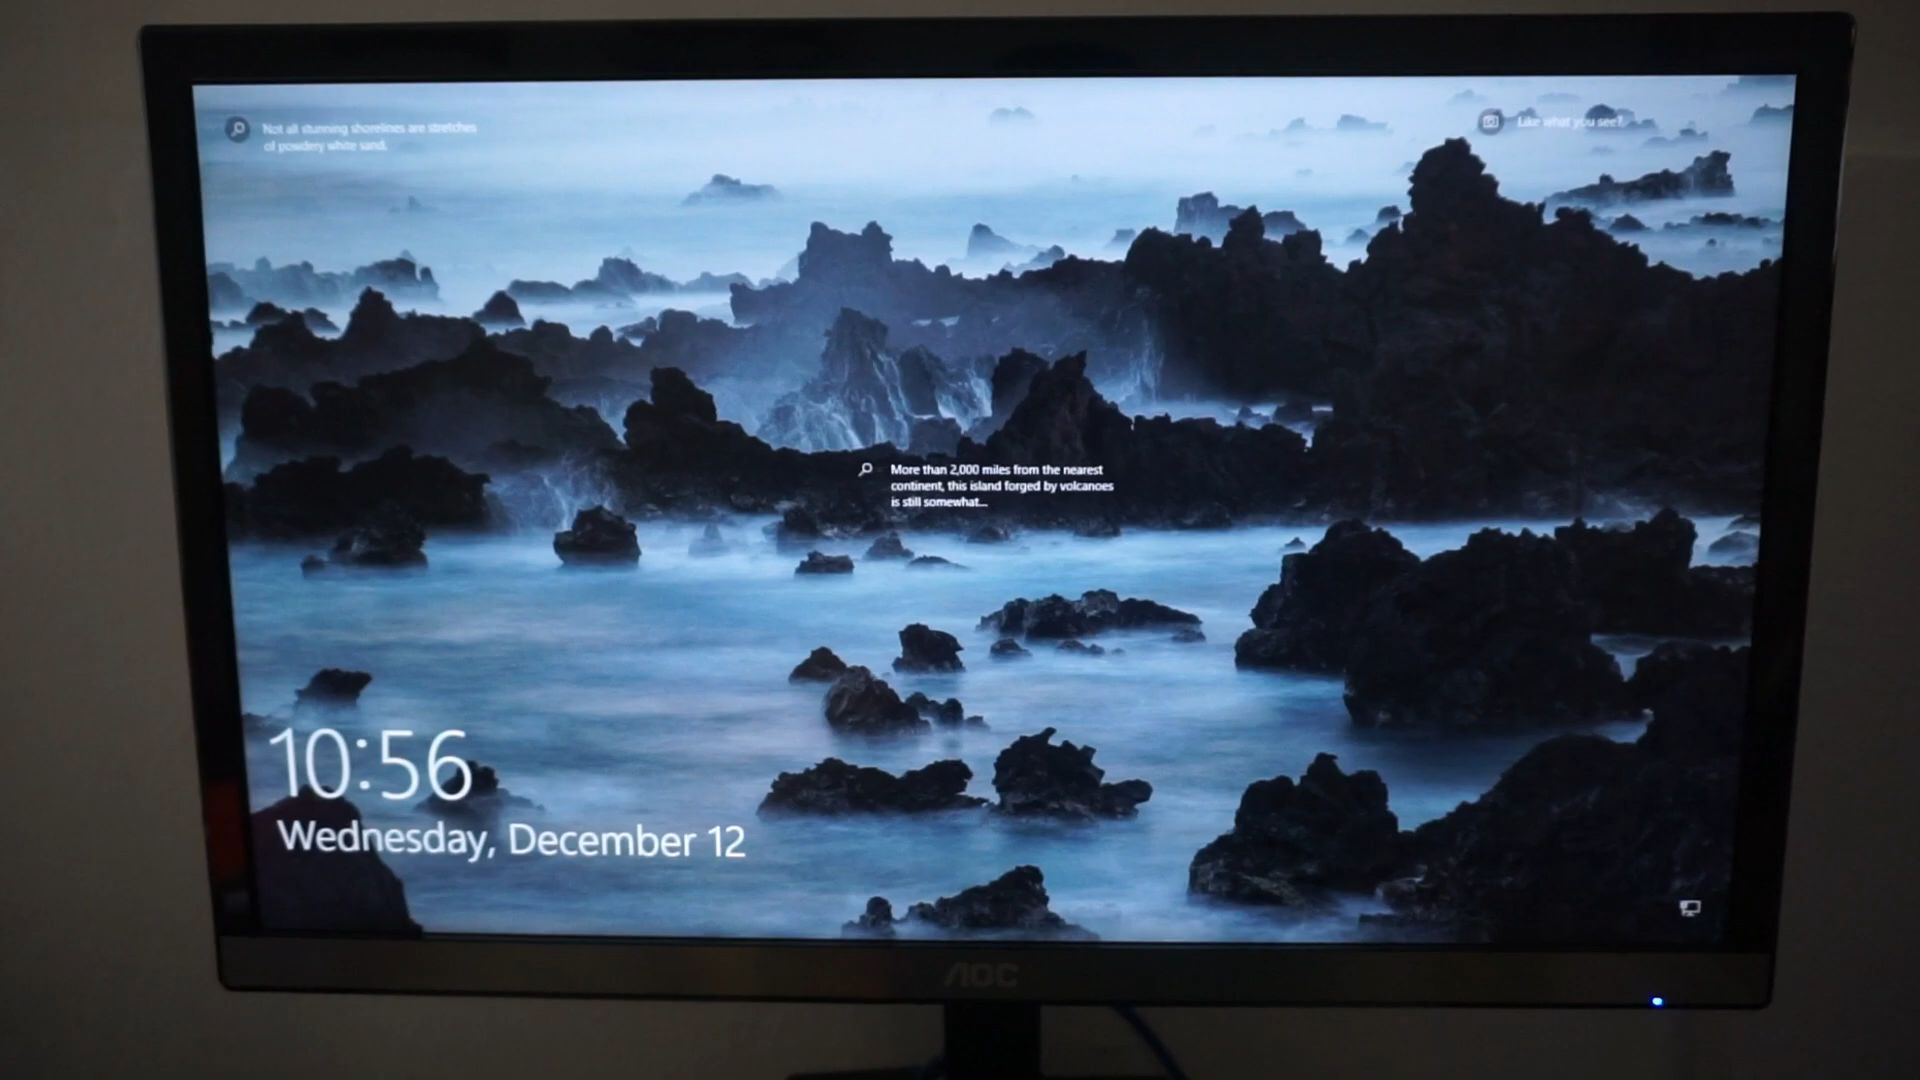 Not all stunning shorelines are stretches
of powdery white sand.
Like what you see?
More than 2,000 miles from the nearest
continent, this island forged by volcanoes
is still somewhat...
10:56
Wednesday, December 12
AOC